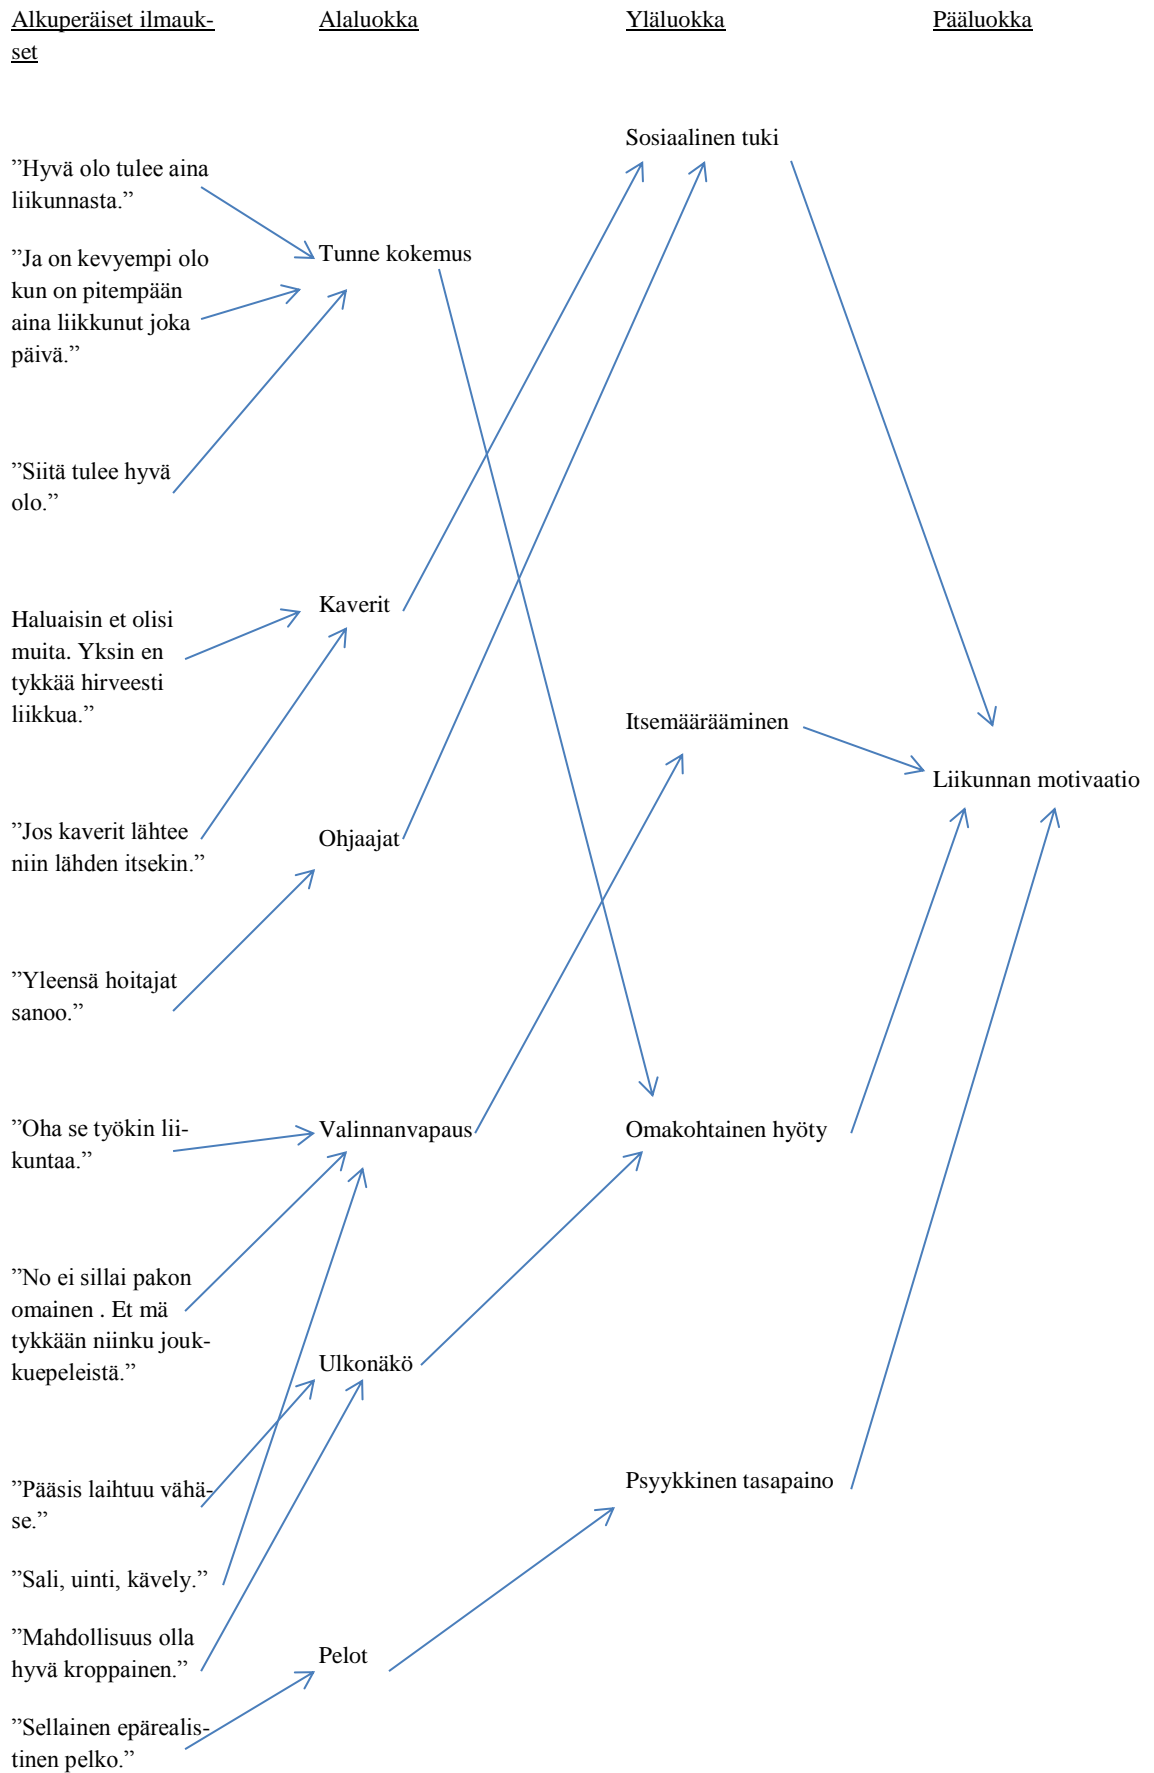 Alkuperäiset ilmauk-
set
Alaluokka
Yläluokka
Pääluokka
Sosiaalinen tuki
”Hyvä olo tulee aina
liikunnasta.”
”Ja on kevyempi olo
kun on pitempään
aina liikkunut joka
päivä.”
Tunne kokemus
”Siitä tulee hyvä
olo.”
Haluaisin et olisi
muita. Yksin en
tykkää hirveesti
liikkua.”
Kaverit
Itsemäärääminen
Liikunnan motivaatio
”Jos kaverit lähtee
niin lähden itsekin.”
Ohjaajat
”Yleensä hoitajat
sanoo.”
”Oha se työkin lii-
kuntaa.”
Valinnanvapaus
Omakohtainen hyöty
”No ei sillai pakon
omainen . Et mä
tykkään niinku jouk-
kuepeleistä.”
Ulkonäkö
”Pääsis laihtuu vähä-
se.”
Psyykkinen tasapaino
”Sali, uinti, kävely.”
”Mahdollisuus olla
hyvä kroppainen.”
Pelot
”Sellainen epärealis-
tinen pelko.”